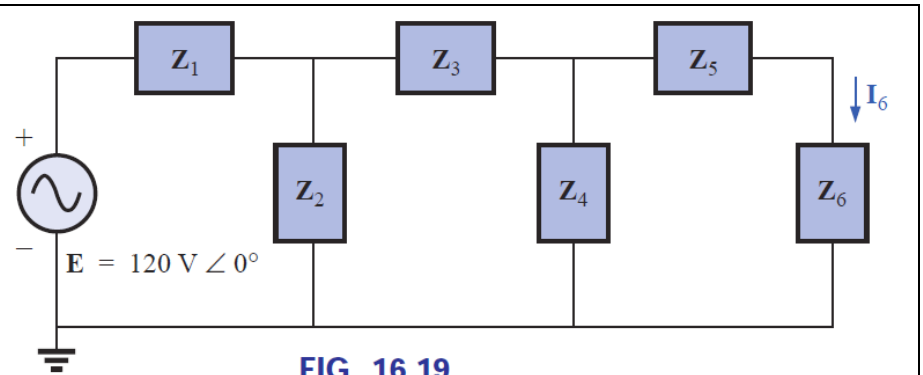 Z1
Z3
Z5
I6
+
Z2
Z4
Z6
–
E = 120 V ∠ 0°
FIG. 16.19